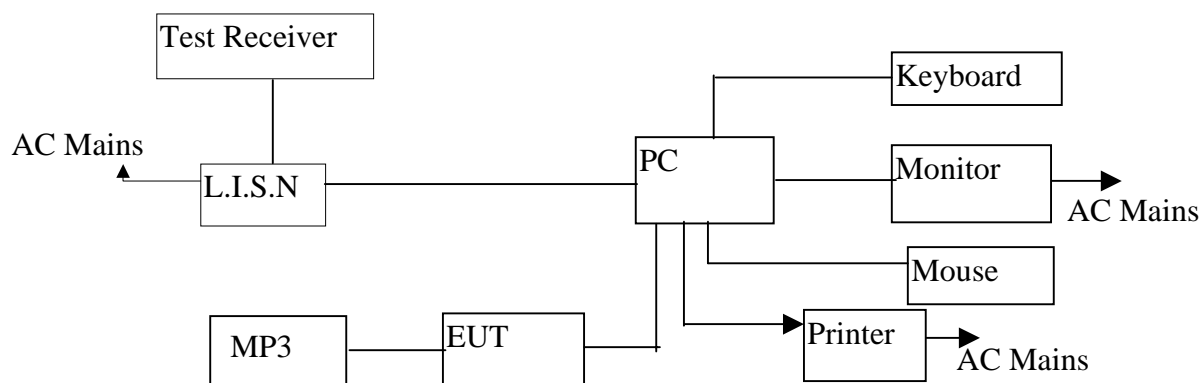 Test Receiver
Keyboard
AC Mains
PC
L.I.S.N
Monitor
AC Mains
Mouse
MP3
EUT
Printer
AC Mains